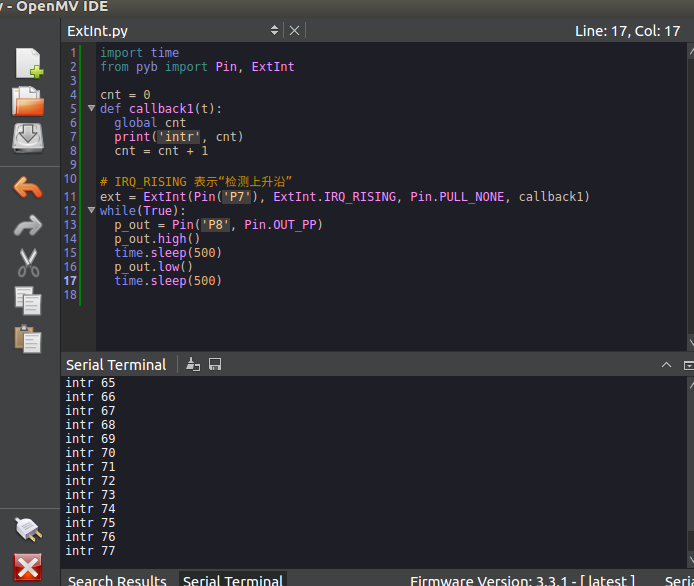 - OpenMV IDE
ExtInt.py
Line: 17, Col: 17
1 import time
2 from pyb import Pin, ExtInt
3
4 cnt = 0
5 def callback1(t):
6 global cnt
7 print('intr', cnt)
8 cnt = cnt + 1
9
10 # IRQ_RISING 表示“检测上升沿”
11 ext = ExtInt(Pin('P7'), ExtInt.IRQ_RISING, Pin.PULL_NONE, callback1)
12 while(True):
13 p_out = Pin('P8', Pin.OUT_PP)
14 p_out.high()
15 time.sleep(500)
16 p_out.low()
17 time.sleep(500)
18
Serial Terminal
intr 65
intr 66
intr 67
intr 68
intr 69
intr 70
intr 71
intr 72
intr 73
intr 74
intr 75
intr 76
intr 77
Search Results Serial Terminal Firmware Version: 3.3.1 - [ latest ]